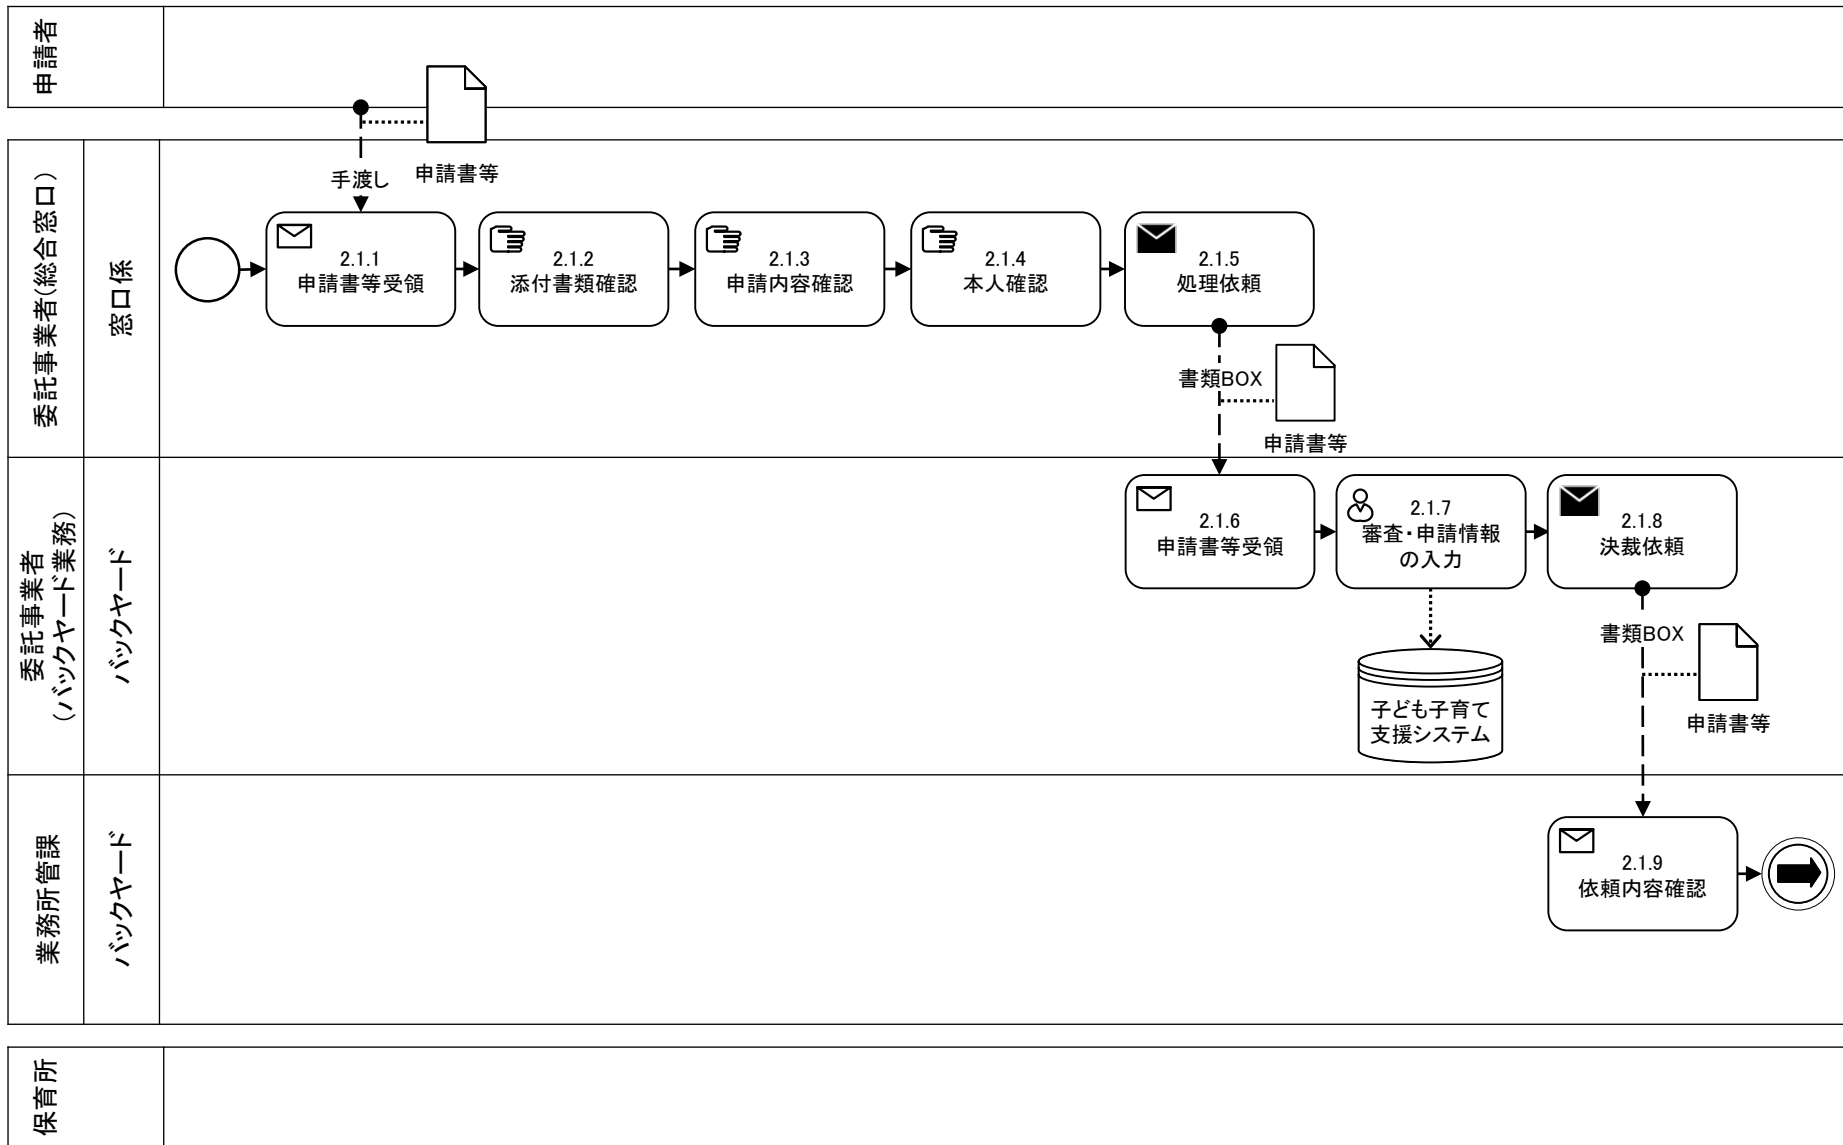 申請者
申請書等
手渡し
委託事業者(総合窓口)
窓口係
2.1.1
申請書等受領
2.1.2
添付書類確認
2.1.3
申請内容確認
2.1.4
本人確認
2.1.5
処理依頼
書類BOX
申請書等
委託事業者
(バックヤード業務)
バックヤード
2.1.6
申請書等受領
2.1.7
審査・申請情報
の入力
2.1.8
決裁依頼
子ども子育て
支援システム
書類BOX
申請書等
業務所管課
バックヤード
2.1.9
依頼内容確認
保育所